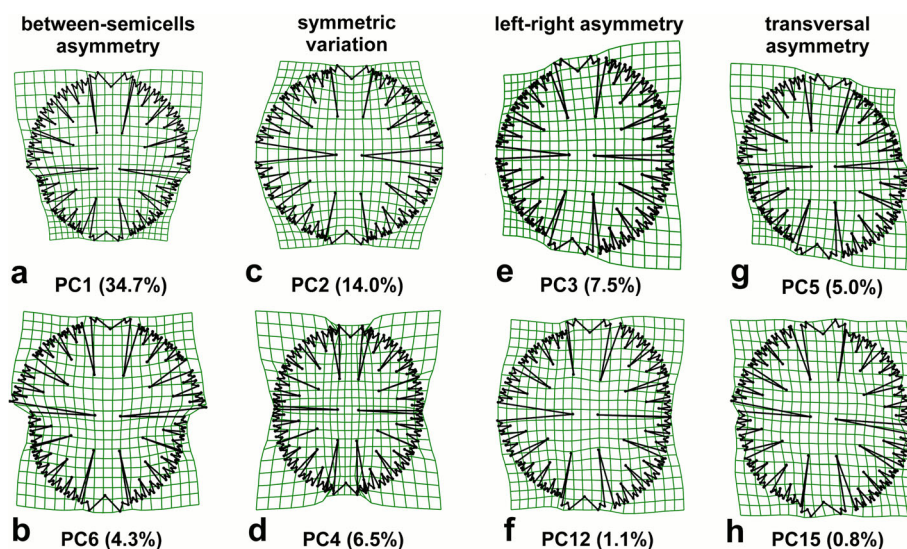 between-semicells
asymmetry
symmetric
variation
left-right asymmetry
transversal
asymmetry
a
PC1 (34.7%)
c
PC2 (14.0%)
e
PC3 (7.5%)
g
PC5 (5.0%)
b
PC6 (4.3%)
d
PC4 (6.5%)
f
PC12 (1.1%)
h
PC15 (0.8%)